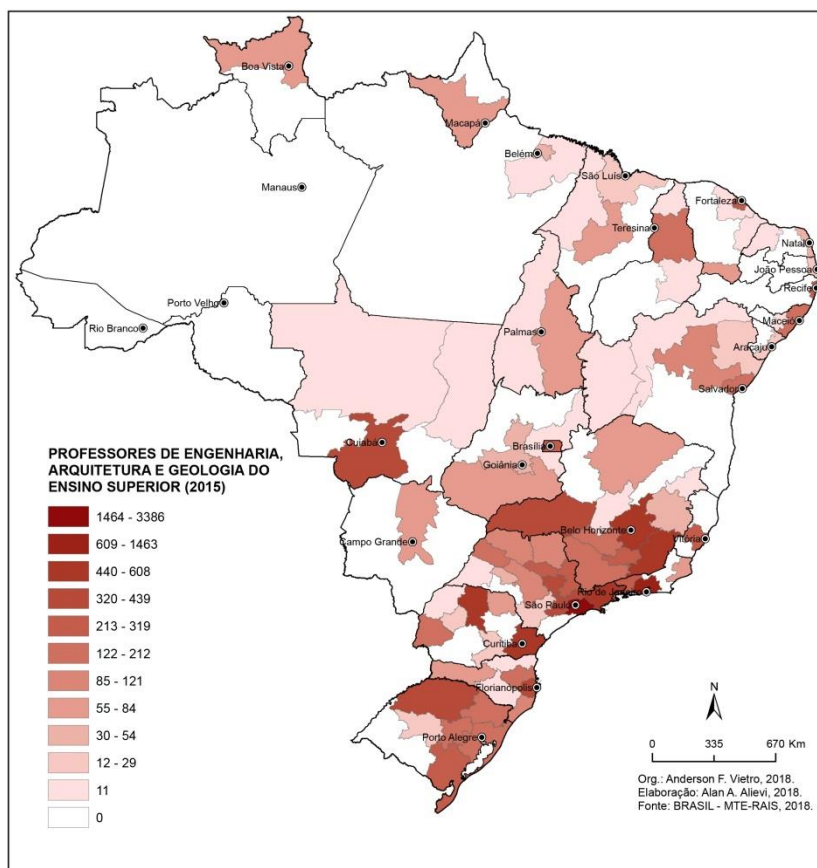 Boa Vista
Macapá
Belém
São Luís
Manaus
Fortaleza
Teresina
Natal
João Pessoa
Recife
Porto Velho
Rio Branco
Palmas
Maceió
Aracaju
Salvador
Cuiabá
Brasília
Goiânia
PROFESSORES DE ENGENHARIA,
ARQUITETURA E GEOLOGIA DO
ENSINO SUPERIOR (2015)
1464 - 3386
609 - 1463
440 - 608
320 - 439
213 - 319
122 - 212
85 - 121
55 - 84
30 - 54
12 - 29
11
0
Belo Horizonte
Vitória
Campo Grande
Rio de Janeiro
São Paulo
Curitiba
Florianópolis
Porto Alegre
N
0 335 670 Km
Org.: Anderson F. Vietro, 2018.
Elaboração: Alan A. Alievi, 2018.
Fonte: BRASIL - MTE-RAIS, 2018.